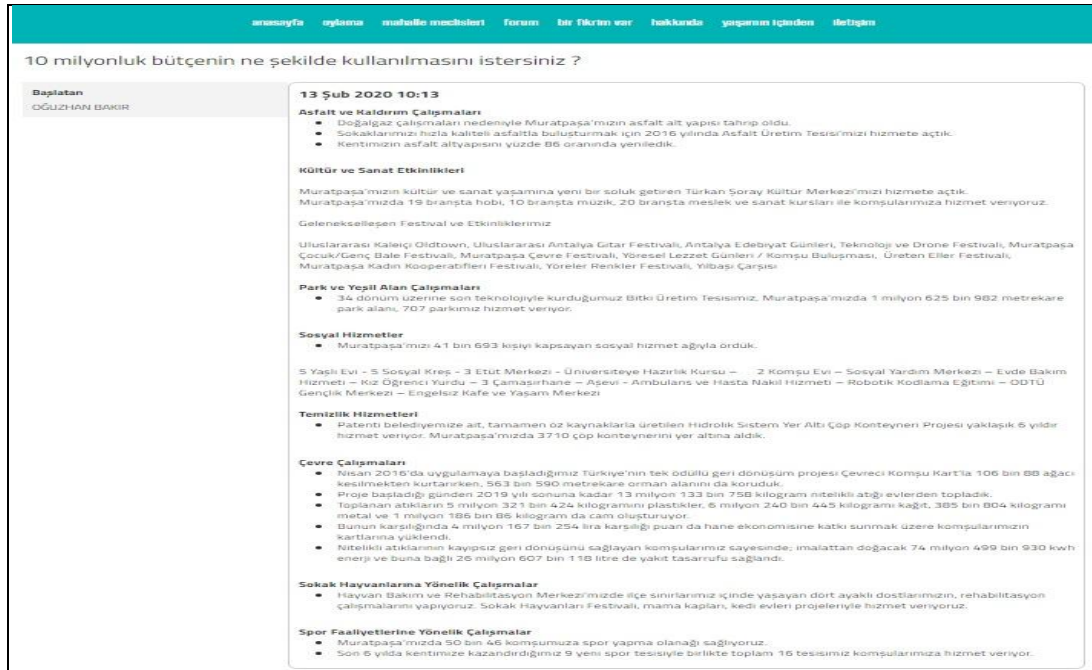 anasayfa oylama mahalle meclisleri forum bir fikrim var hakkında yaşamın içinden iletişim
10 milyonluk bütçenin ne şekilde kullanılmasını istersiniz ?
Başlatan
OĞUZHAN BAKIR
13 Şub 2020 10:13
Asfalt ve Kaldırım Çalışmaları
• Doğalgaz çalışmaları nedeniyle Muratpaşa'mızın asfalt alt yapısı tahrip oldu.
• Sokaklarımızı hızla kaliteli asfaltla buluşturmak için 2016 yılında Asfalt Üretim Tesisi'mizi hizmete açtık.
• Kentimizin asfalt altyapısını yüzde 86 oranında yeniledik.
Kültür ve Sanat Etkinlikleri
Muratpaşa'mızın kültür ve sanat yaşamına yeni bir soluk getiren Türkan Şoray Kültür Merkezi'mizi hizmete açtık.
Muratpaşa'mızda 19 branşta hobi, 10 branşta müzik, 20 branşta meslek ve sanat kursları ile komşularımıza hizmet veriyoruz.
Gelenekselleşen Festival ve Etkinliklerimiz
Uluslararası Kaleiçi Oldtown, Uluslararası Antalya Gitar Festivali, Antalya Edebiyat Günleri, Teknoloji ve Drone Festivali, Muratpaşa
Çocuk/Genç Bale Festivali, Muratpaşa Çevre Festivali, Yöresel Lezzet Günleri / Komşu Buluşması, Üreten Eller Festivali,
Muratpaşa Kadın Kooperatifleri Festivali, Yöreler Renkler Festivali, Yılbaşı Çarşısı
Park ve Yeşil Alan Çalışmaları
• 34 dönüm üzerine son teknolojiyle kurduğumuz Bitki Üretim Tesisimiz, Muratpaşa'mızda 1 milyon 625 bin 982 metrekare
park alanı, 707 parkımız hizmet veriyor.
Sosyal Hizmetler
• Muratpaşa'mızı 41 bin 693 kişiyi kapsayan sosyal hizmet ağıyla ördük.
5 Yaşlı Evi - 5 Sosyal Kreş - 3 Etüt Merkezi - Üniversiteye Hazırlık Kursu – 2 Komşu Evi – Sosyal Yardım Merkezi – Evde Bakım
Hizmeti – Kız Öğrenci Yurdu – 3 Çamaşırhane – Aşevi - Ambulans ve Hasta Nakil Hizmeti – Robotik Kodlama Eğitimi – ODTÜ
Gençlik Merkezi – Engelsiz Kafe ve Yaşam Merkezi
Temizlik Hizmetleri
• Patenti belediyemize ait, tamamen öz kaynaklarla üretilen Hidrolik Sistem Yer Altı Çöp Konteyneri Projesi yaklaşık 6 yıldır
hizmet veriyor. Muratpaşa'mızda 3710 çöp konteynerini yer altına aldık.
Çevre Çalışmaları
• Nisan 2016'da uygulamaya başladığımız Türkiye'nin tek ödüllü geri dönüşüm projesi Çevreci Komşu Kart'la 106 bin 88 ağacı
kesilmekten kurtarırken, 563 bin 590 metrekare orman alanını da koruduk.
• Proje başladığı günden 2019 yılı sonuna kadar 13 milyon 133 bin 758 kilogram nitelikli atığı evlerden topladık.
• Toplanan atıkların 5 milyon 321 bin 424 kilogramını plastikler, 6 milyon 240 bin 445 kilogramı kağıt, 385 bin 804 kilogramı
metal ve 1 milyon 186 bin 86 kilogram da cam oluşturuyor.
• Bunun karşılığında 4 milyon 167 bin 254 lira karşılığı puan da hane ekonomisine katkı sunmak üzere komşularımızın
kartlarına yüklendi.
• Nitelikli atıklarının kayıpsız geri dönüşünü sağlayan komşularımız sayesinde; imalattan doğacak 74 milyon 499 bin 930 kwh
enerji ve buna bağlı 26 milyon 607 bin 118 litre de yakıt tasarrufu sağlandı.
Sokak Hayvanlarına Yönelik Çalışmalar
• Hayvan Bakım ve Rehabilitasyon Merkezi'mizde ilçe sınırlarımız içinde yaşayan dört ayaklı dostlarımızın, rehabilitasyon
çalışmalarını yapıyoruz. Sokak Hayvanları Festivali, mama kapları, kedi evleri projeleriyle hizmet veriyoruz.
Spor Faaliyetlerine Yönelik Çalışmalar
• Muratpaşa'mızda 50 bin 46 komşumuza spor yapma olanağı sağlıyoruz.
• Son 6 yılda kentimize kazandırdığımız 9 yeni spor tesisiyle birlikte toplam 16 tesisimiz komşularımıza hizmet veriyor.